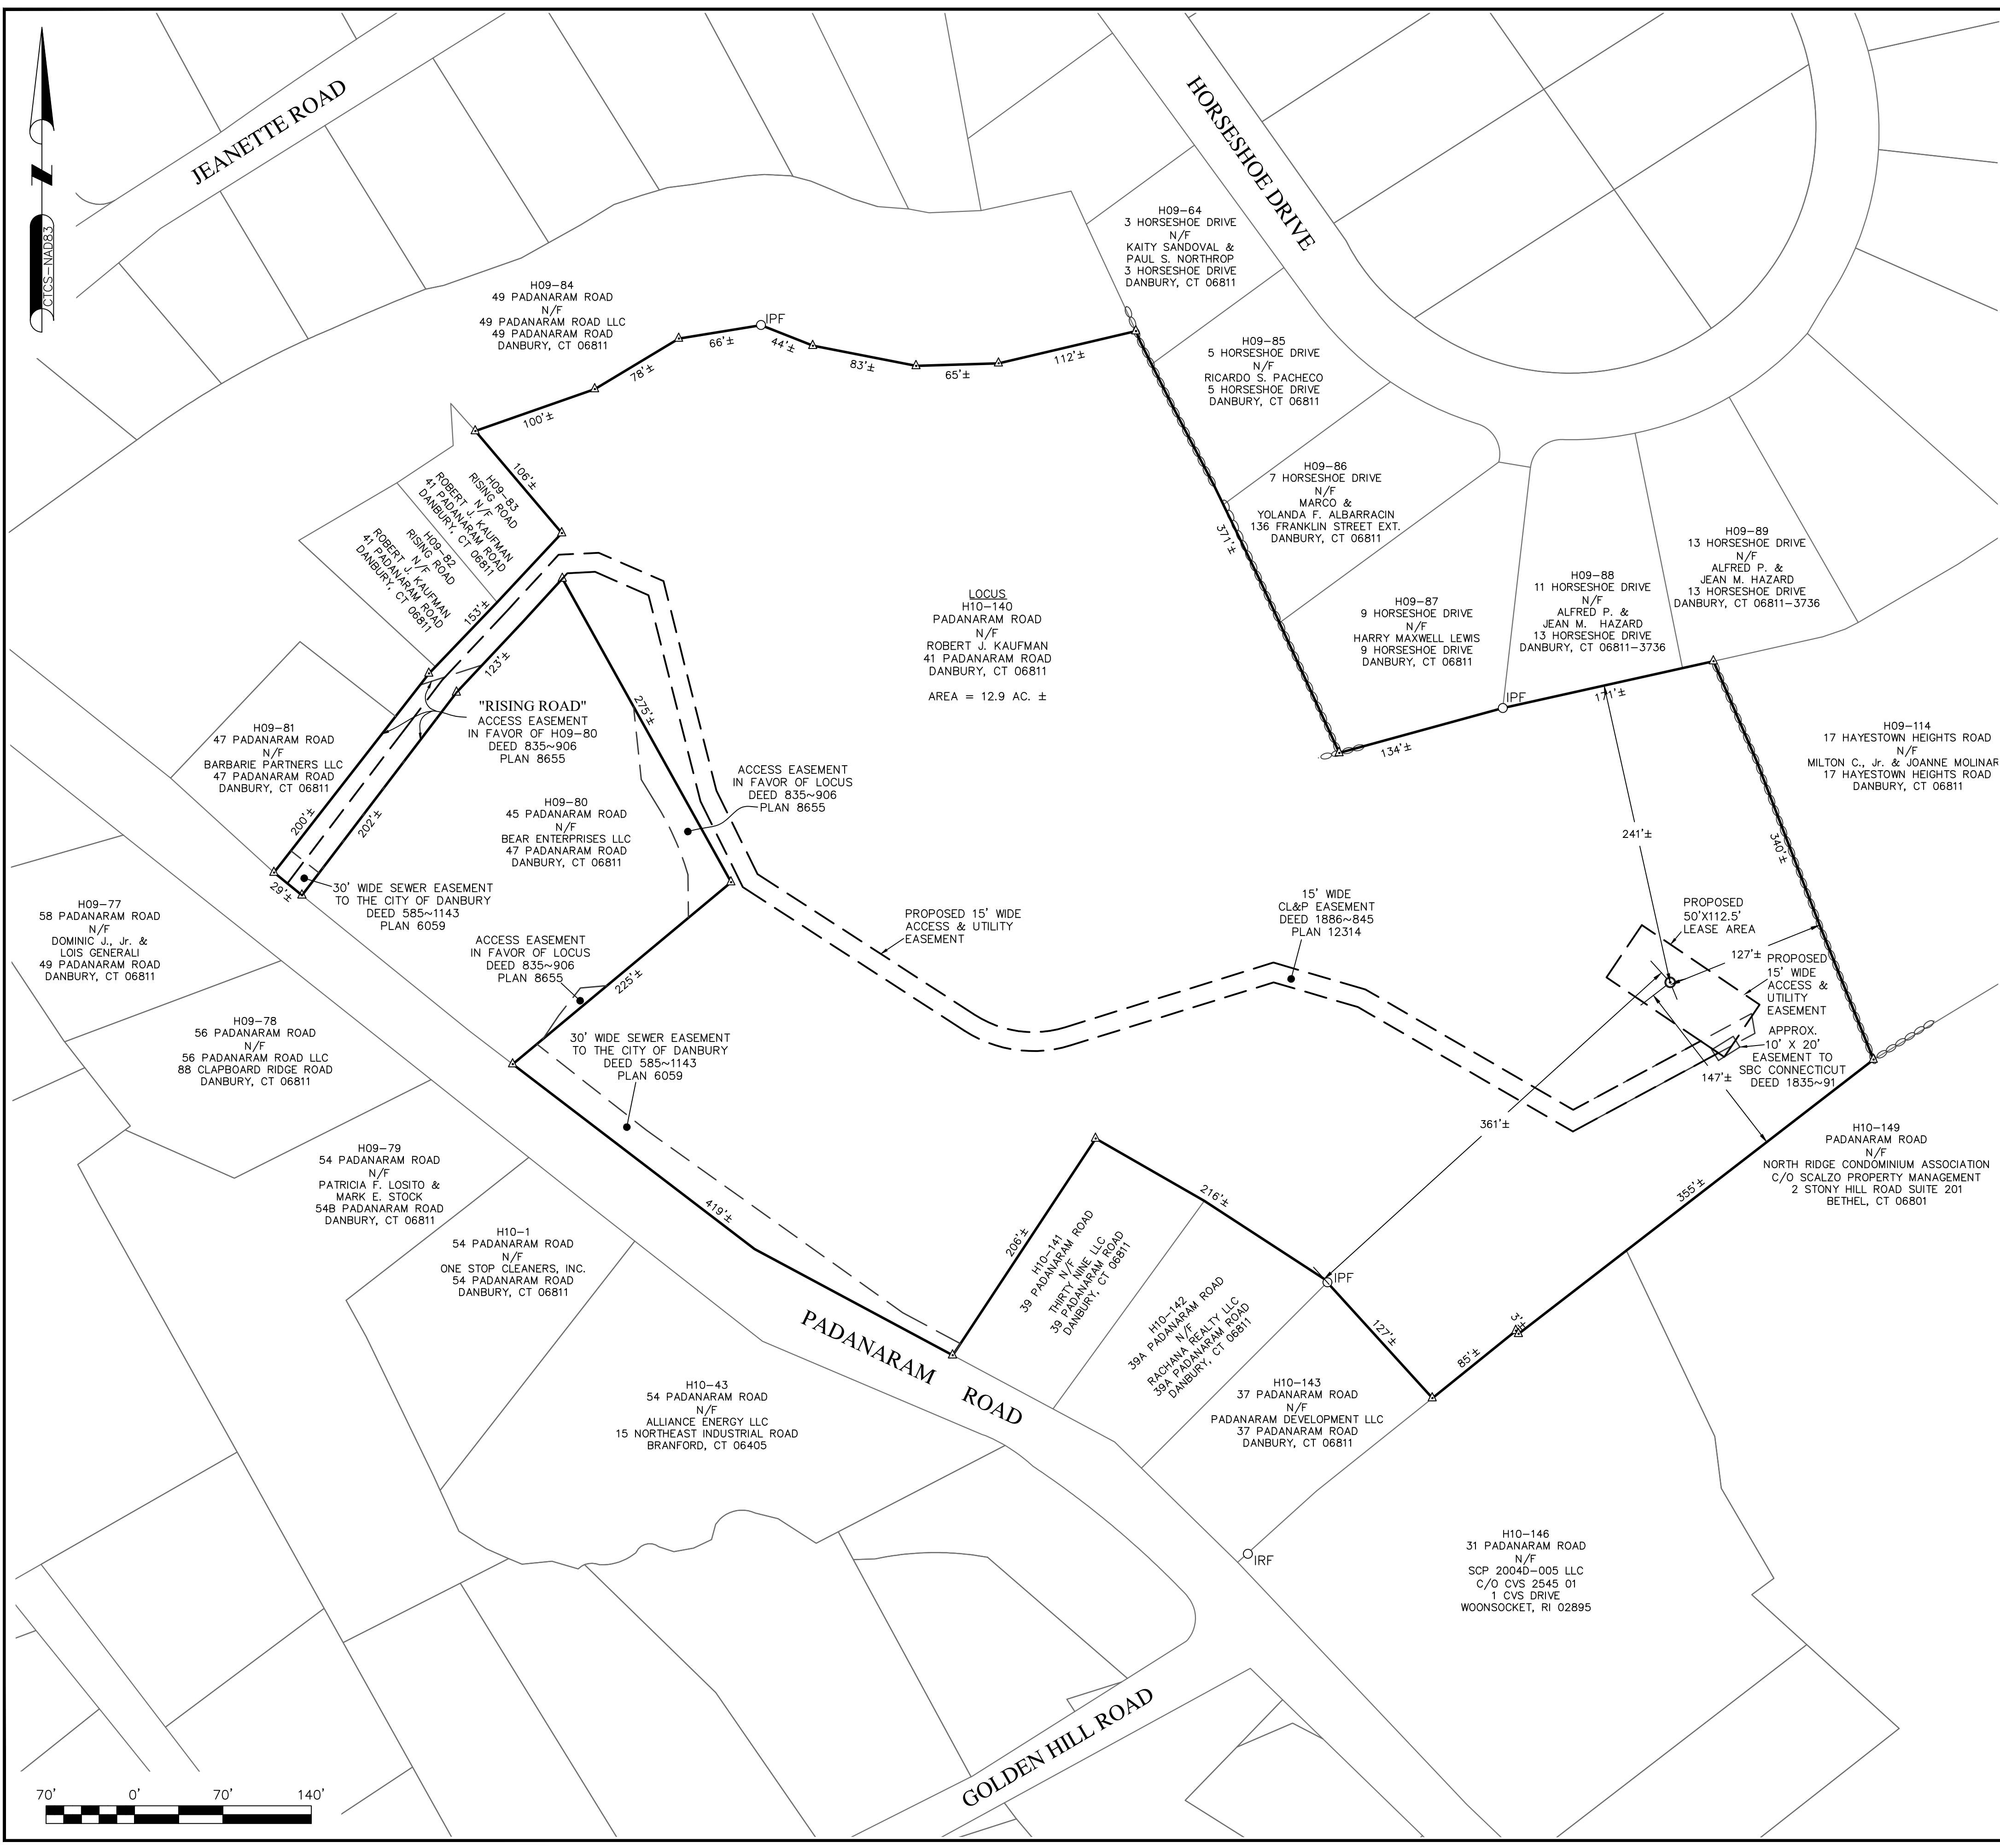 JEANETTE ROAD
HORSESHOE DRIVE
CTCS-NAD83
H09-64
3 HORSESHOE DRIVE
N/F
KAITY SANDOVAL &
PAUL S. NORTHROP
3 HORSESHOE DRIVE
DANBURY, CT 06811
H09-84
49 PADANARAM ROAD
N/F
49 PADANARAM ROAD LLC
49 PADANARAM ROAD
DANBURY, CT 06811
IPF
100'±
78'±
66'±
44'±
83'±
65'±
112'±
H09-85
5 HORSESHOE DRIVE
N/F
RICARDO S. PACHECO
5 HORSESHOE DRIVE
DANBURY, CT 06811
H09-86
7 HORSESHOE DRIVE
N/F
MARCO &
YOLANDA F. ALBARRACIN
136 FRANKLIN STREET EXT.
DANBURY, CT 06811
371'±
106'±
H09-83
RISING ROAD
N/F
ROBERT J. KAUFMAN
41 PADANARAM ROAD
DANBURY, CT 06811
H09-82
RISING ROAD
N/F
ROBERT J. KAUFMAN
41 PADANARAM ROAD
DANBURY, CT 06811
153'±
123'±
LOCUS
H10-140
PADANARAM ROAD
N/F
ROBERT J. KAUFMAN
41 PADANARAM ROAD
DANBURY, CT 06811
AREA = 12.9 AC. ±
H09-87
9 HORSESHOE DRIVE
N/F
HARRY MAXWELL LEWIS
9 HORSESHOE DRIVE
DANBURY, CT 06811
H09-88
11 HORSESHOE DRIVE
N/F
ALFRED P. &
JEAN M. HAZARD
13 HORSESHOE DRIVE
DANBURY, CT 06811-3736
H09-89
13 HORSESHOE DRIVE
N/F
ALFRED P. &
JEAN M. HAZARD
13 HORSESHOE DRIVE
DANBURY, CT 06811-3736
IPF
134'±
171'±
H09-114
17 HAYESTOWN HEIGHTS ROAD
N/F
MILTON C., Jr. & JOANNE MOLINAR
17 HAYESTOWN HEIGHTS ROAD
DANBURY, CT 06811
H09-81
47 PADANARAM ROAD
N/F
BARBARIE PARTNERS LLC
47 PADANARAM ROAD
DANBURY, CT 06811
"RISING ROAD"
ACCESS EASEMENT
IN FAVOR OF H09-80
DEED 835~906
PLAN 8655
275'±
ACCESS EASEMENT
IN FAVOR OF LOCUS
DEED 835~906
PLAN 8655
H09-80
45 PADANARAM ROAD
N/F
BEAR ENTERPRISES LLC
47 PADANARAM ROAD
DANBURY, CT 06811
200'±
202'±
29'±
30' WIDE SEWER EASEMENT
TO THE CITY OF DANBURY
DEED 585~1143
PLAN 6059
241'±
340'±
PROPOSED
50'X112.5'
LEASE AREA
127'±
PROPOSED
15' WIDE
ACCESS &
UTILITY
EASEMENT
APPROX.
10' X 20'
EASEMENT TO
SBC CONNECTICUT
DEED 1835~91
147'±
15' WIDE
CL&P EASEMENT
DEED 1886~845
PLAN 12314
PROPOSED 15' WIDE
ACCESS & UTILITY
EASEMENT
H09-77
58 PADANARAM ROAD
N/F
DOMINIC J., Jr. &
LOIS GENERALI
49 PADANARAM ROAD
DANBURY, CT 06811
ACCESS EASEMENT
IN FAVOR OF LOCUS
DEED 835~906
PLAN 8655
225'±
H09-78
56 PADANARAM ROAD
N/F
56 PADANARAM ROAD LLC
88 CLAPBOARD RIDGE ROAD
DANBURY, CT 06811
30' WIDE SEWER EASEMENT
TO THE CITY OF DANBURY
DEED 585~1143
PLAN 6059
361'±
H10-149
PADANARAM ROAD
N/F
NORTH RIDGE CONDOMINIUM ASSOCIATION
C/O SCALZO PROPERTY MANAGEMENT
2 STONY HILL ROAD SUITE 201
BETHEL, CT 06801
H09-79
54 PADANARAM ROAD
N/F
PATRICIA F. LOSITO &
MARK E. STOCK
54B PADANARAM ROAD
DANBURY, CT 06811
419'±
206'±
216'±
355'±
H10-1
54 PADANARAM ROAD
N/F
ONE STOP CLEANERS, INC.
54 PADANARAM ROAD
DANBURY, CT 06811
H10-141
39 PADANARAM ROAD
N/F
THIRTY NINE LLC
39 PADANARAM ROAD
DANBURY, CT 06811
H10-142
39A PADANARAM ROAD
N/F
RACHANA REALTY LLC
39A PADANARAM ROAD
DANBURY, CT 06811
IPF
127'±
85'±
PADANARAM ROAD
H10-43
54 PADANARAM ROAD
N/F
ALLIANCE ENERGY LLC
15 NORTHEAST INDUSTRIAL ROAD
BRANFORD, CT 06405
H10-143
37 PADANARAM ROAD
N/F
PADANARAM DEVELOPMENT LLC
37 PADANARAM ROAD
DANBURY, CT 06811
IRF
H10-146
31 PADANARAM ROAD
N/F
SCP 2004D-005 LLC
C/O CVS 2545 01
1 CVS DRIVE
WOONSOCKET, RI 02895
GOLDEN HILL ROAD
70' 0' 70' 140'